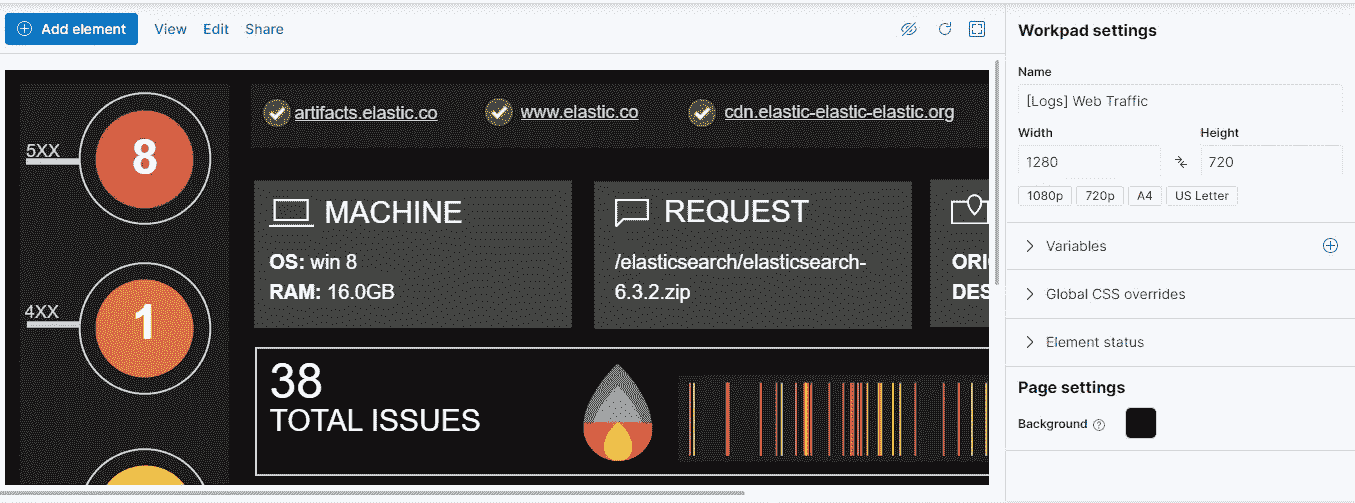 Add element View Edit Share
artifacts.elastic.co www.elastic.co cdn.elastic-elastic-elastic.org
5XX 8
MACHINE
OS: win 8
RAM: 16.0GB
REQUEST
/elasticsearch/elasticsearch-
6.3.2.zip
ORI
DES
4XX 1
38
TOTAL ISSUES
Workpad settings
Name
[Logs] Web Traffic
Width Height
1280 720
1080p 720p A4 US Letter
Variables
Global CSS overrides
Element status
Page settings
Background ?